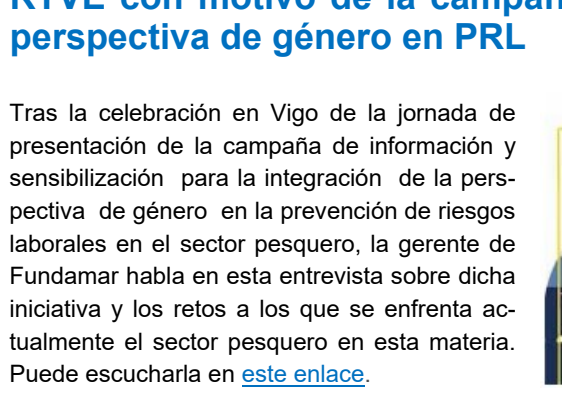 RTVE con motivo de la campañ
perspectiva de género en PRL
Tras la celebración en Vigo de la jornada de
presentación de la campaña de información y
sensibilización para la integración de la pers-
pectiva de género en la prevención de riesgos
laborales en el sector pesquero, la gerente de
Fundamar habla en esta entrevista sobre dicha
iniciativa y los retos a los que se enfrenta ac-
tualmente el sector pesquero en esta materia.
Puede escucharla en este enlace.